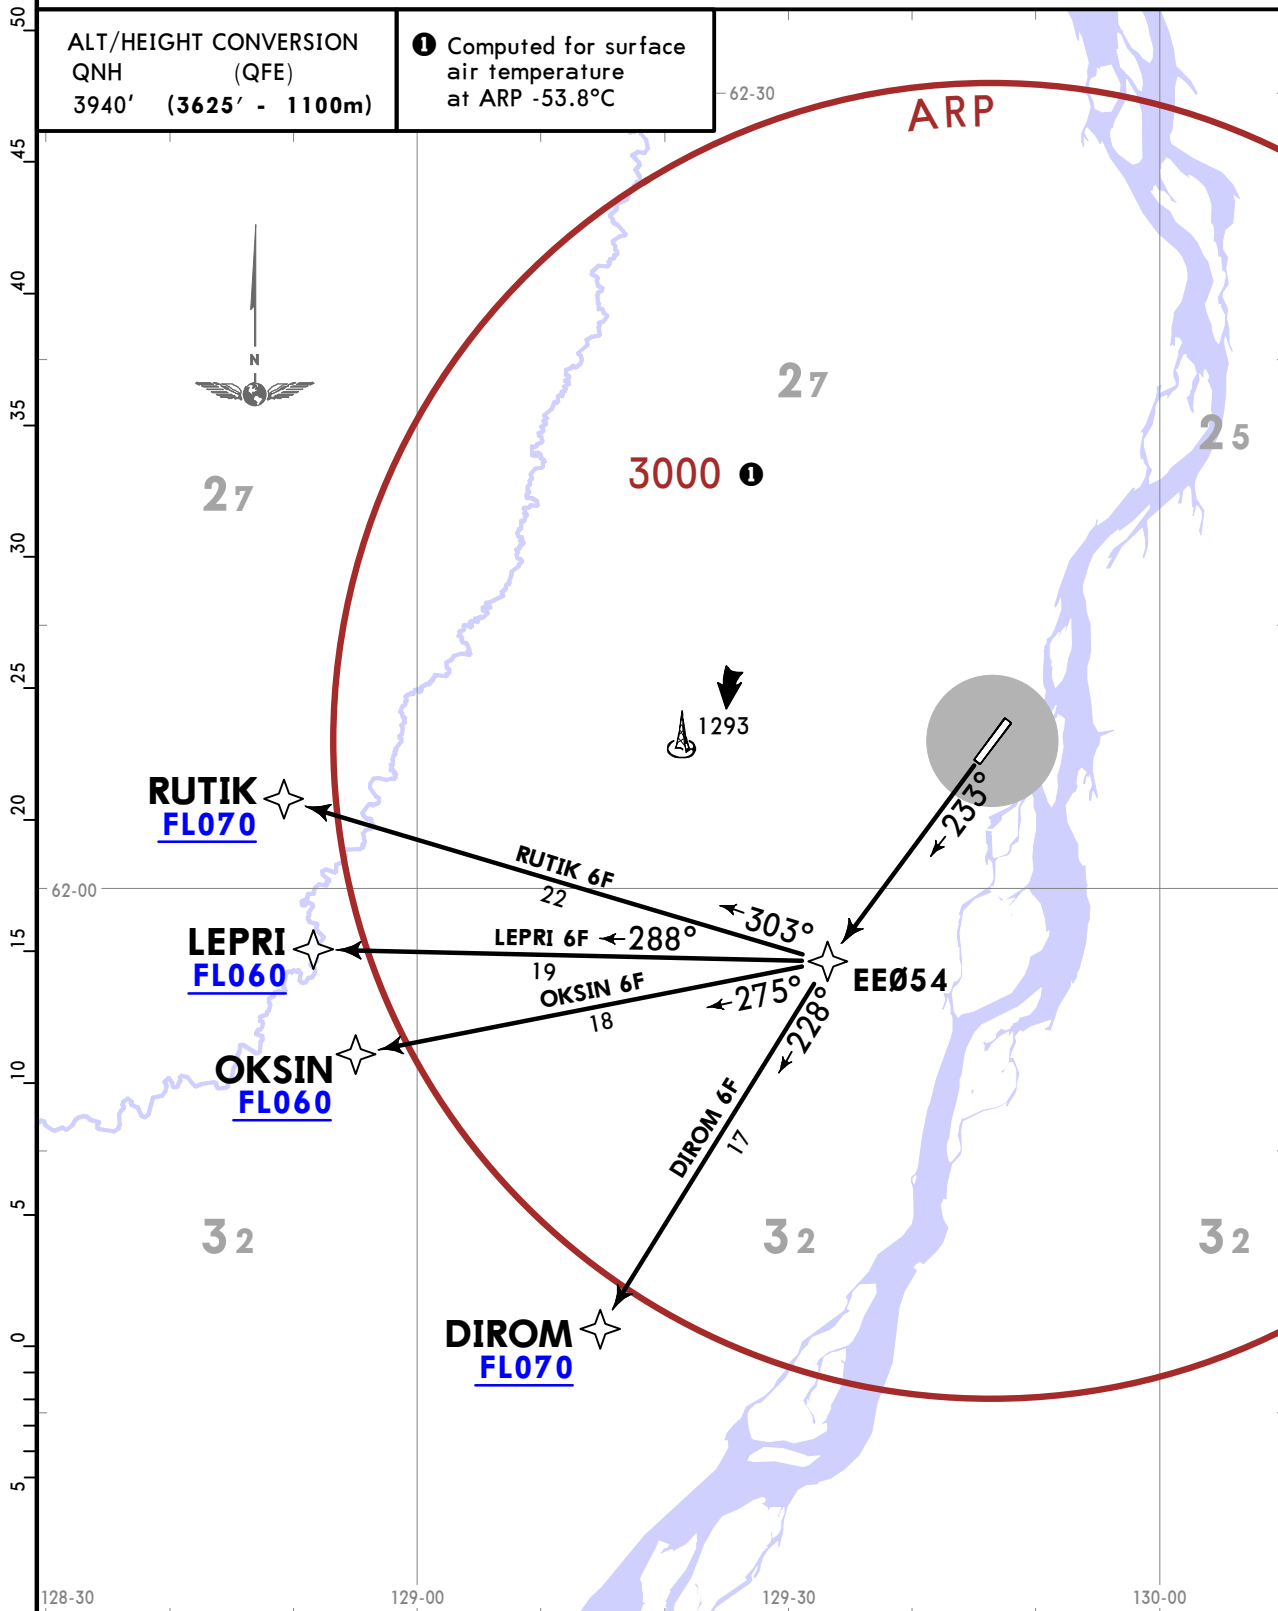 ALT/HEIGHT CONVERSION
QNH (QFE)
3940' (3625' - 1100m)
❶ Computed for surface
air temperature
at ARP -53.8°C
62-30
ARP
50
45
40
35
30
25
20
15
10
5
0
5
N
27
27
25
3000 ❶
1293
RUTIK
FL070
233°
RUTIK 6F
22
62-00
303°
LEPRI
FL060
LEPRI 6F
288°
19
EEØ54
OKSIN 6F
275°
18
228°
OKSIN
FL060
DIROM 6F
17
32
32
32
DIROM
FL070
128-30
129-00
129-30
130-00